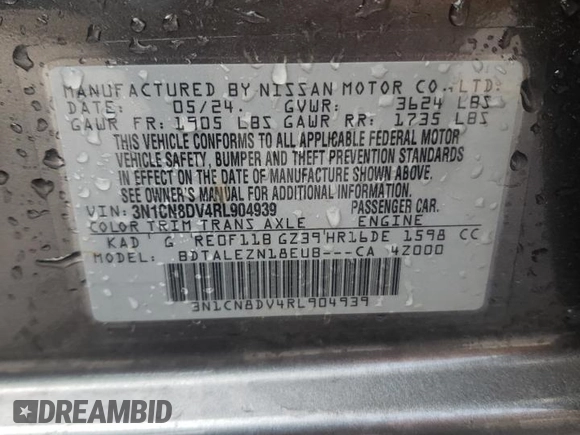 MANUFACTURED BY NISSAN MOTOR CO.,LTD.
DATE: 05/24. GVWR: 3624 LBS
GAWR FR: 1905 LBS GAWR RR: 1735 LBS
THIS VEHICLE CONFORMS TO ALL APPLICABLE FEDERAL MOTOR
VEHICLE SAFETY, BUMPER AND THEFT PREVENTION STANDARDS
IN EFFECT ON THE DATE OF MANUFACTURE SHOWN ABOVE.
SEE OWNER'S MANUAL FOR ADDITIONAL INFORMATION.
VIN: 3N1CN8DV4RL904939 PASSENGER CAR.
COLOR TRIM TRANS AXLE ENGINE
KAD G RE0F11B GZ39 HR16DE 1598 CC
BDTALEZN18EUB---CA 4Z000
3N1CN8DV4RL904939
DREAMBID